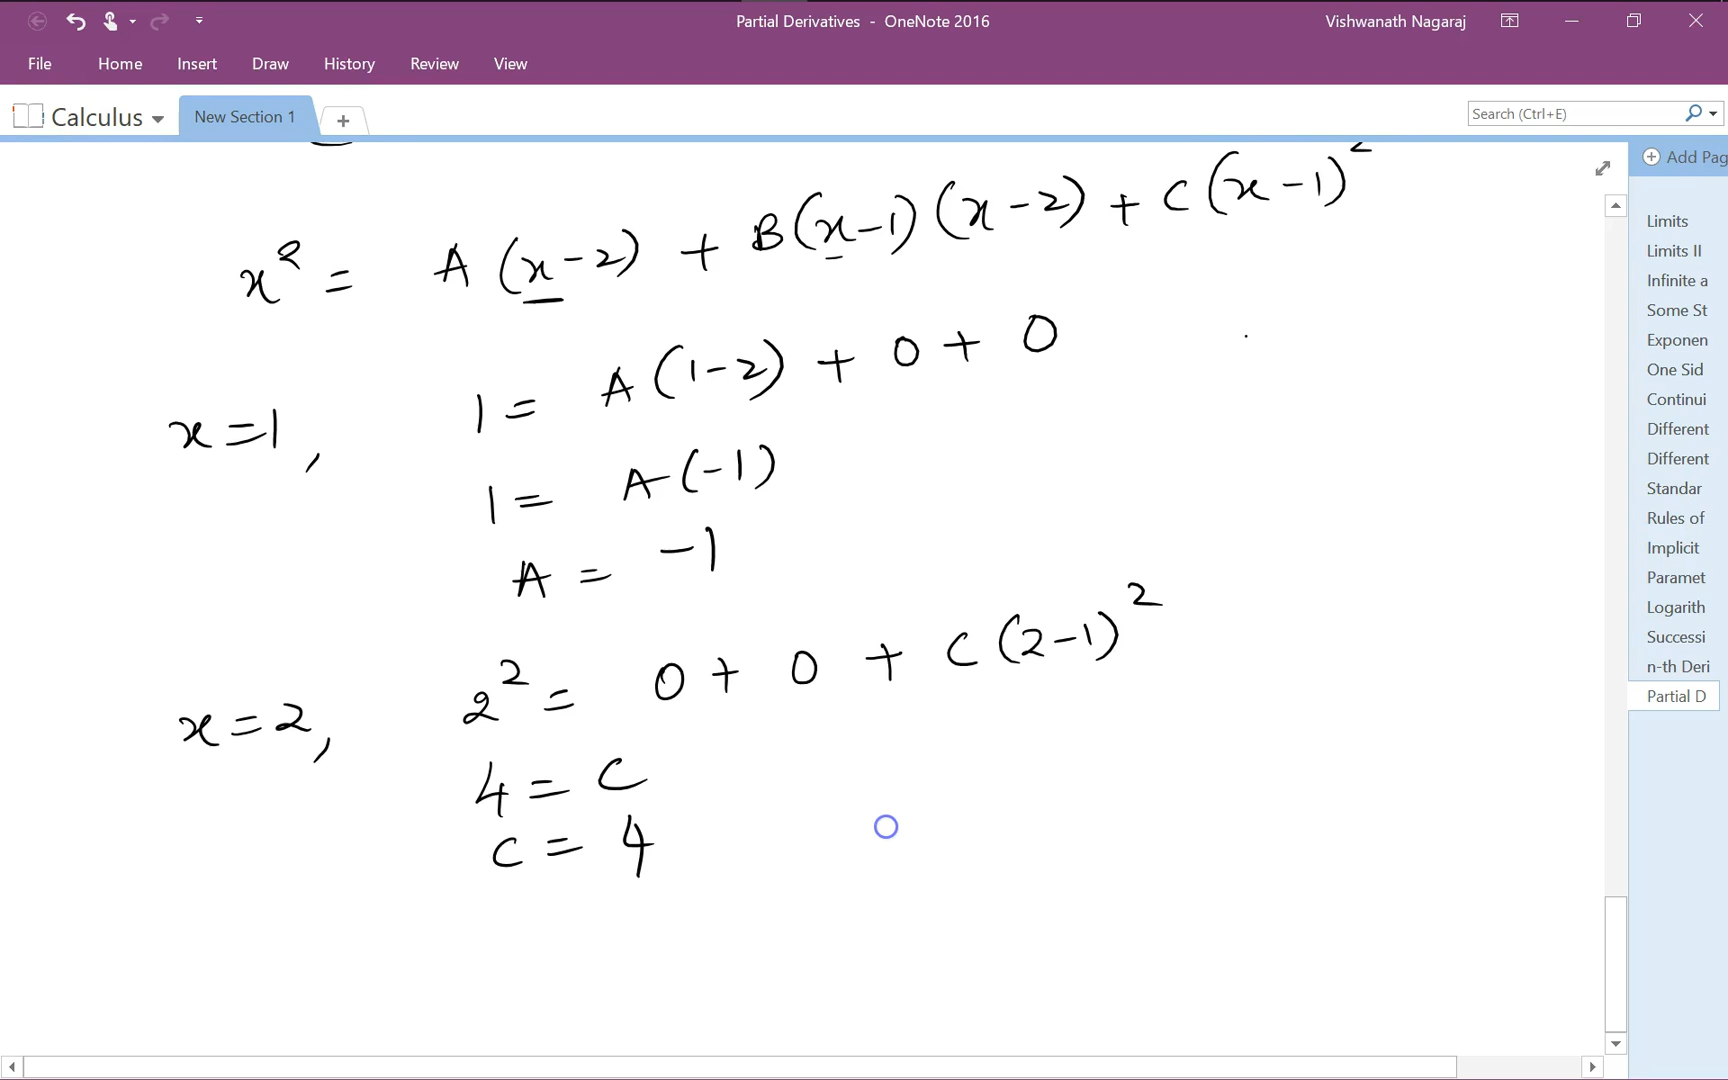 Partial Derivatives - OneNote 2016
Vishwanath Nagaraj
File Home Insert Draw History Review View
Calculus
New Section 1
+
Search (Ctrl+E)
x² = A(x-2) + B(x-1)(x-2) + C(x-1)²
x=1, 1 = A(1-2) + 0 + 0
1 = A(-1)
A = -1
x=2, 2² = 0 + 0 + C(2-1)²
4 = C
C = 4
Add Pag
Limits
Limits II
Infinite a
Some St
Exponen
One Sid
Continui
Different
Different
Standar
Rules of
Implicit
Paramet
Logarith
Successi
n-th Deri
Partial D